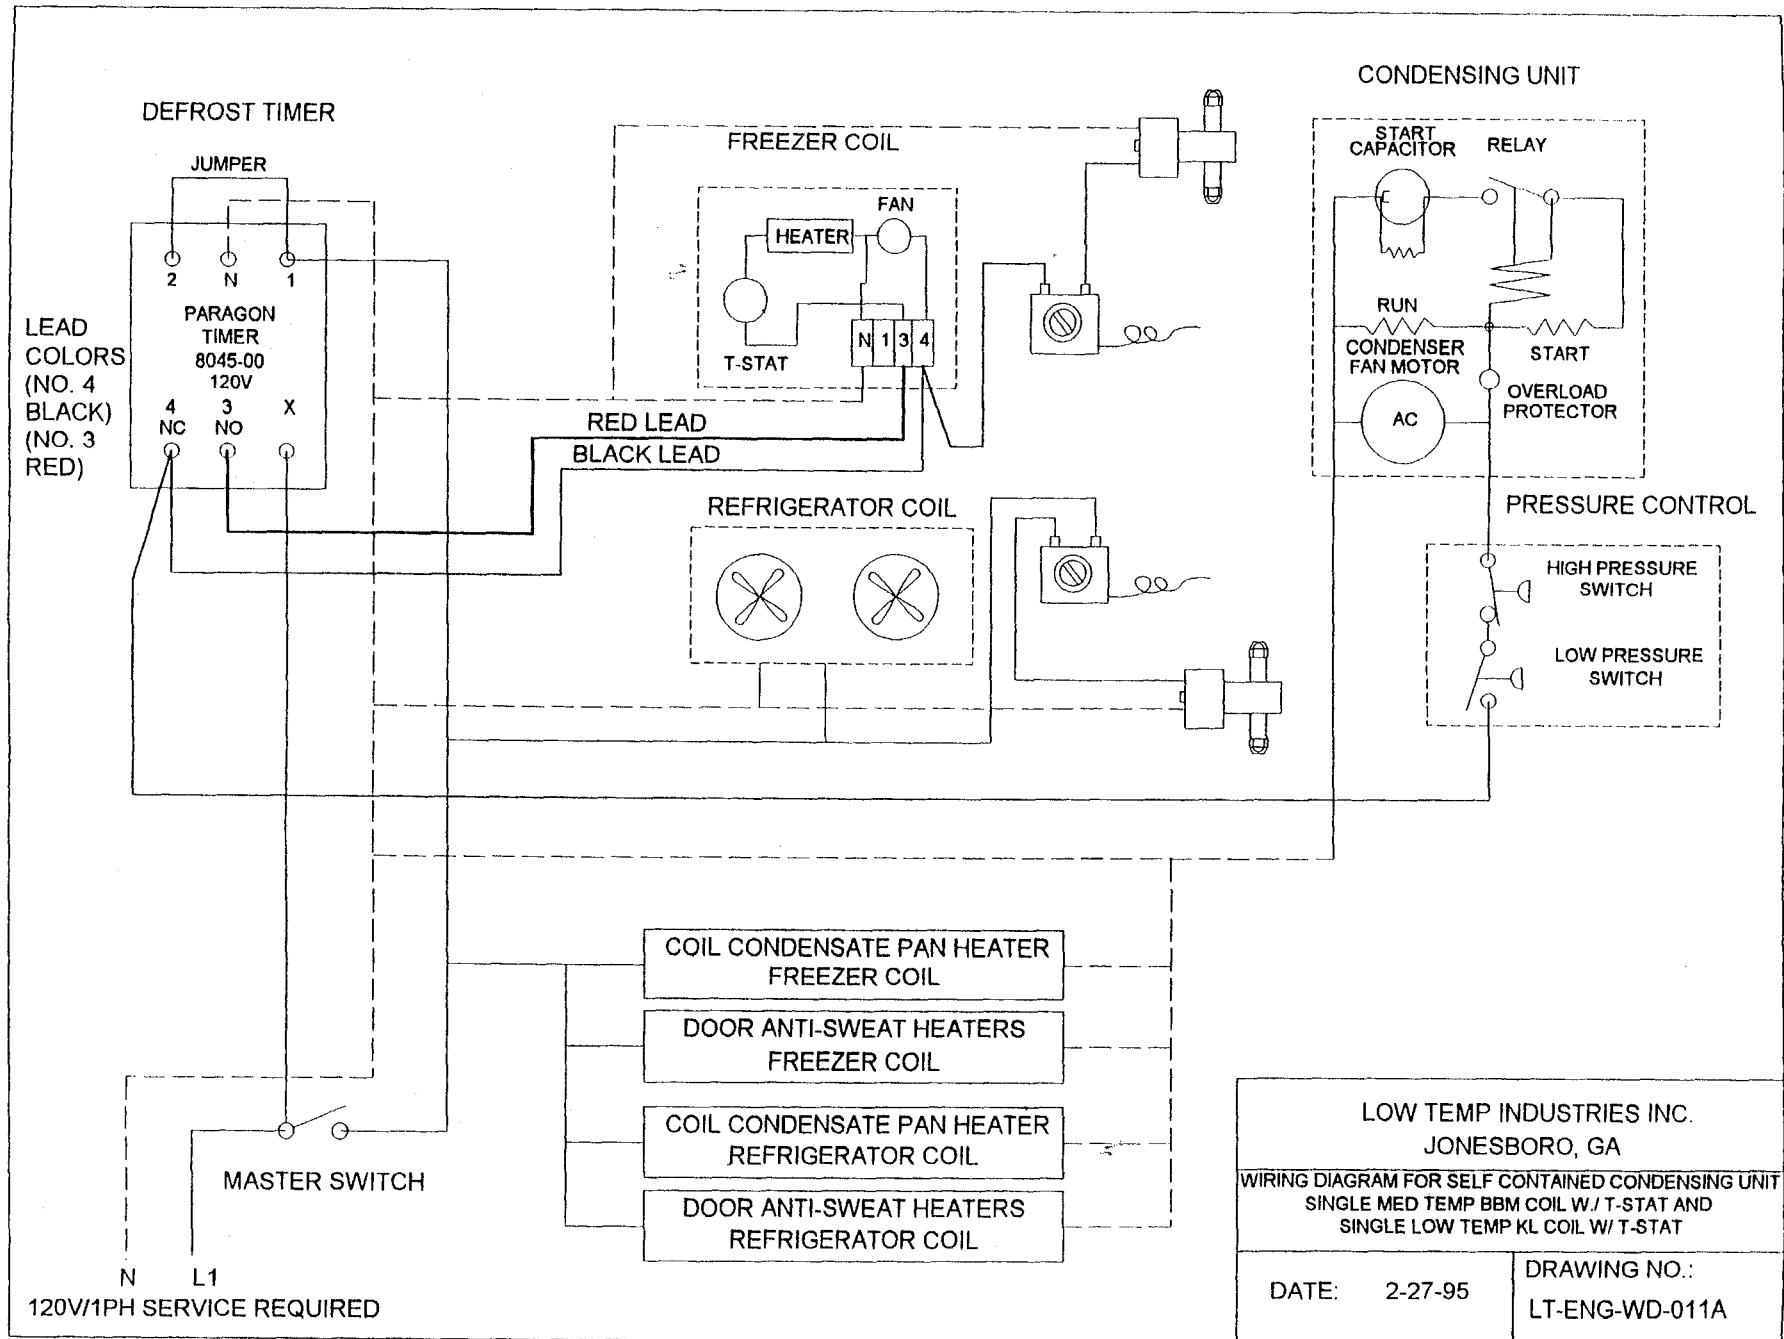 CONDENSING UNIT
DEFROST TIMER
JUMPER
2 N 1
PARAGON
TIMER
8045-00
120V
4 3 X
NC NO
LEAD
COLORS
(NO. 4
BLACK)
(NO. 3
RED)
FREEZER COIL
HEATER
FAN
T-STAT
N 1 3 4
RED LEAD
BLACK LEAD
START
CAPACITOR
RELAY
RUN
START
CONDENSER
FAN MOTOR
AC
OVERLOAD
PROTECTOR
REFRIGERATOR COIL
PRESSURE CONTROL
HIGH PRESSURE
SWITCH
LOW PRESSURE
SWITCH
COIL CONDENSATE PAN HEATER
FREEZER COIL
DOOR ANTI-SWEAT HEATERS
FREEZER COIL
COIL CONDENSATE PAN HEATER
REFRIGERATOR COIL
DOOR ANTI-SWEAT HEATERS
REFRIGERATOR COIL
MASTER SWITCH
N L1
120V/1PH SERVICE REQUIRED
LOW TEMP INDUSTRIES INC.
JONESBORO, GA
WIRING DIAGRAM FOR SELF CONTAINED CONDENSING UNIT
SINGLE MED TEMP BBM COIL W./ T-STAT AND
SINGLE LOW TEMP KL COIL W/ T-STAT
DATE: 2-27-95
DRAWING NO.:
LT-ENG-WD-011A